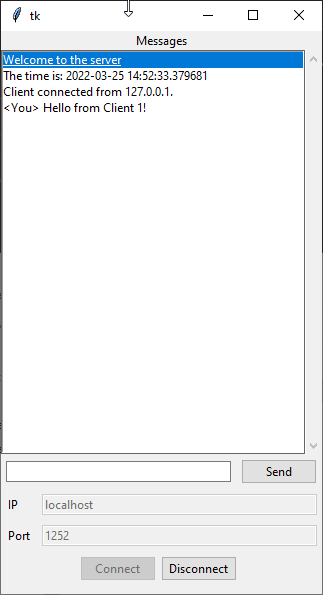 tk
Messages
Welcome to the server
The time is: 2022-03-25 14:52:33.379681
Client connected from 127.0.0.1.
<You> Hello from Client 1!
Send
IP localhost
Port 1252
Connect Disconnect